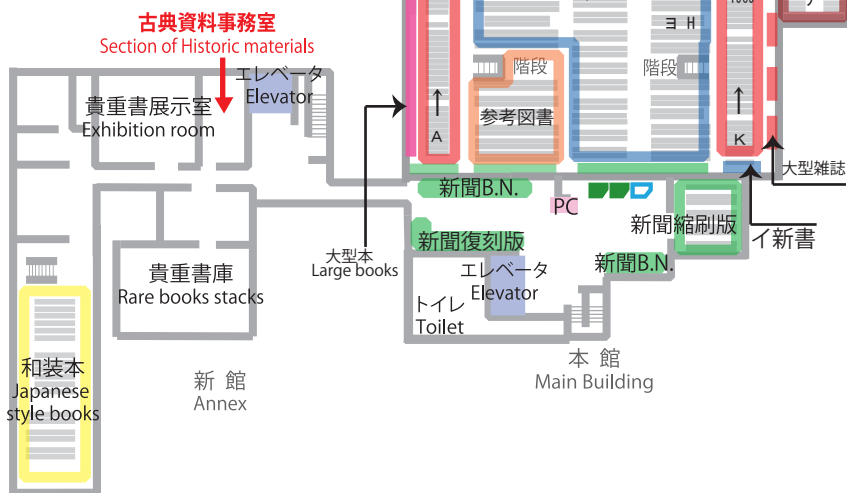 古典資料事務室
Section of Historic materials
エレベータ
Elevator
貴重書展示室
Exhibition room
階段
階段
ヨ H
参考図書
A
K
大型雑誌
新聞B.N.
PC
新聞縮刷版
イ新書
新聞復刻版
大型本
Large books
新聞B.N.
エレベータ
Elevator
貴重書庫
Rare books stacks
トイレ
Toilet
和装本
Japanese
style books
新 館
Annex
本 館
Main Building